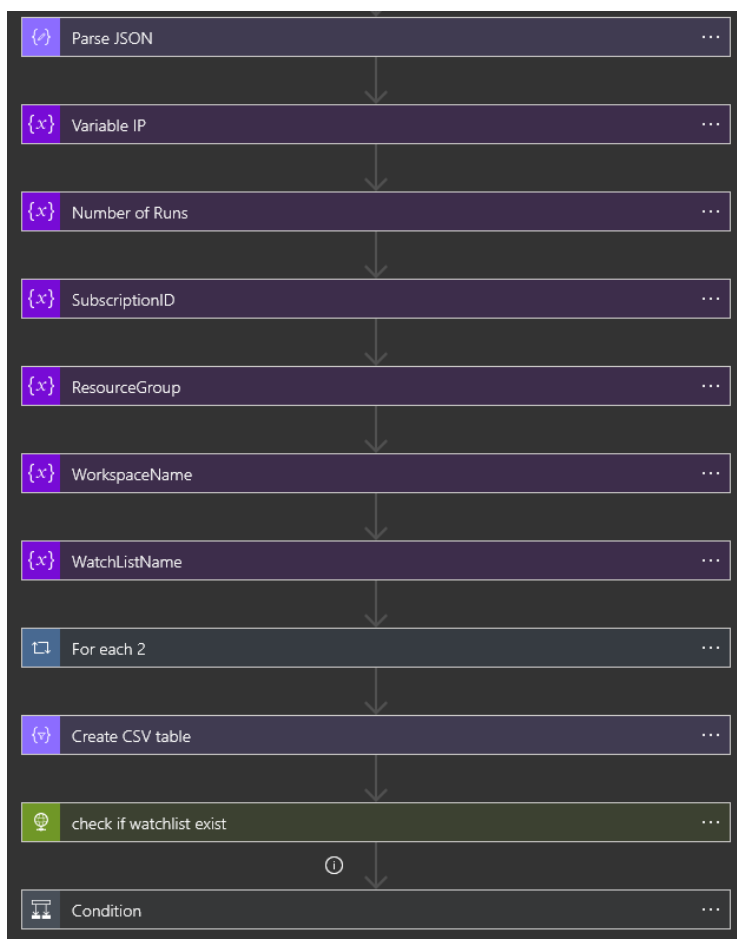 Parse JSON
{x} Variable IP
{x} Number of Runs
{x} SubscriptionID
{x} ResourceGroup
{x} WorkspaceName
{x} WatchListName
For each 2
Create CSV table
check if watchlist exist
Condition